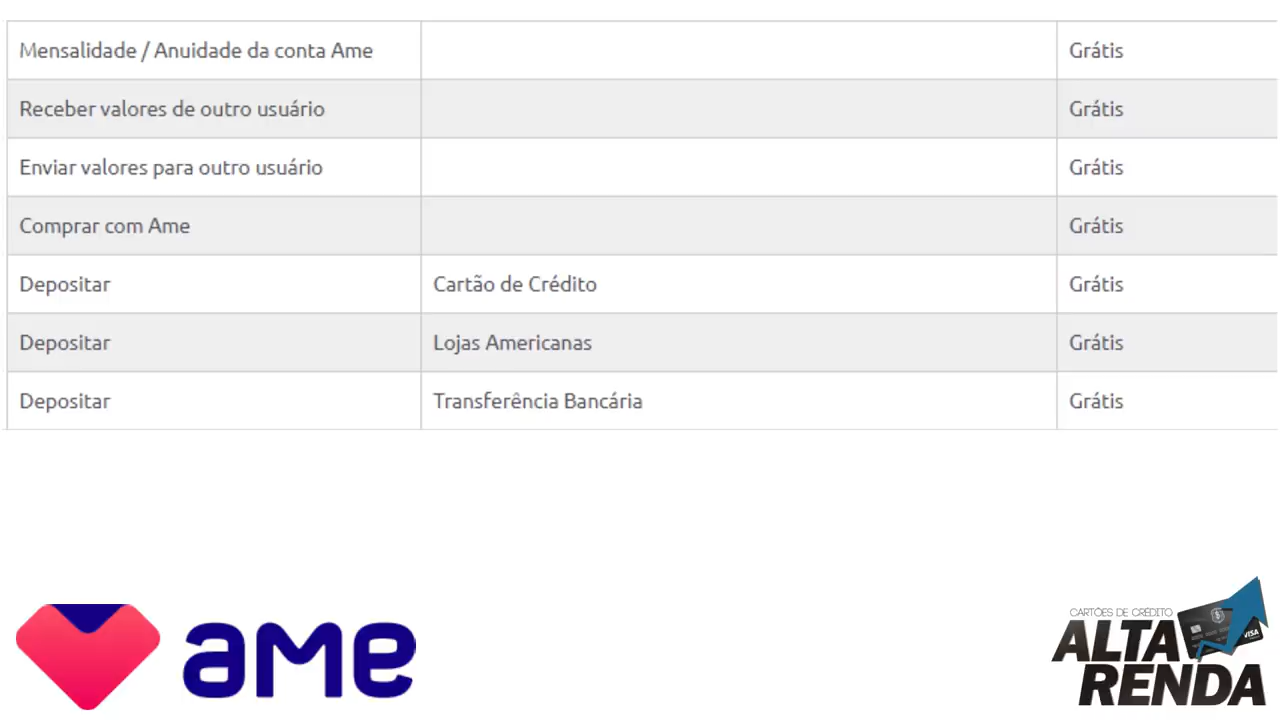 Mensalidade / Anuidade da conta Ame Grátis
Receber valores de outro usuário Grátis
Enviar valores para outro usuário Grátis
Comprar com Ame Grátis
Depositar Cartão de Crédito Grátis
Depositar Lojas Americanas Grátis
Depositar Transferência Bancária Grátis
ame
CARTÕES DE CRÉDITO
ALTA
RENDA
VISA